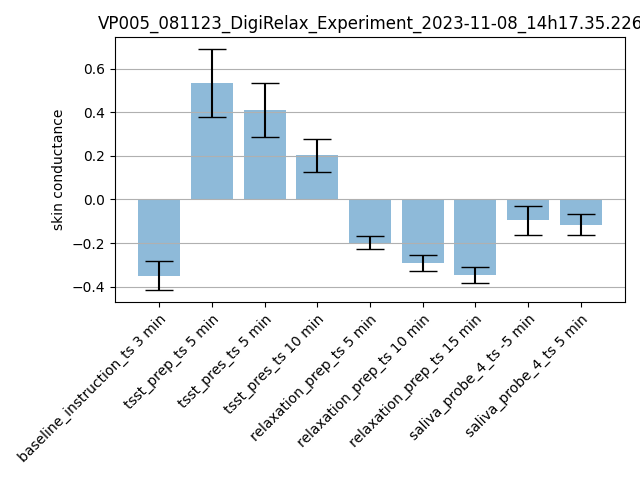 VP005_081123_DigiRelax_Experiment_2023-11-08_14h17.35.226
skin conductance
0.6
0.4
0.2
0.0
−0.2
−0.4
baseline_instruction_ts 3 min
tsst_prep_ts 5 min
tsst_pres_ts 5 min
tsst_pres_ts 10 min
relaxation_prep_ts 5 min
relaxation_prep_ts 10 min
relaxation_prep_ts 15 min
saliva_probe_4_ts -5 min
saliva_probe_4_ts 5 min